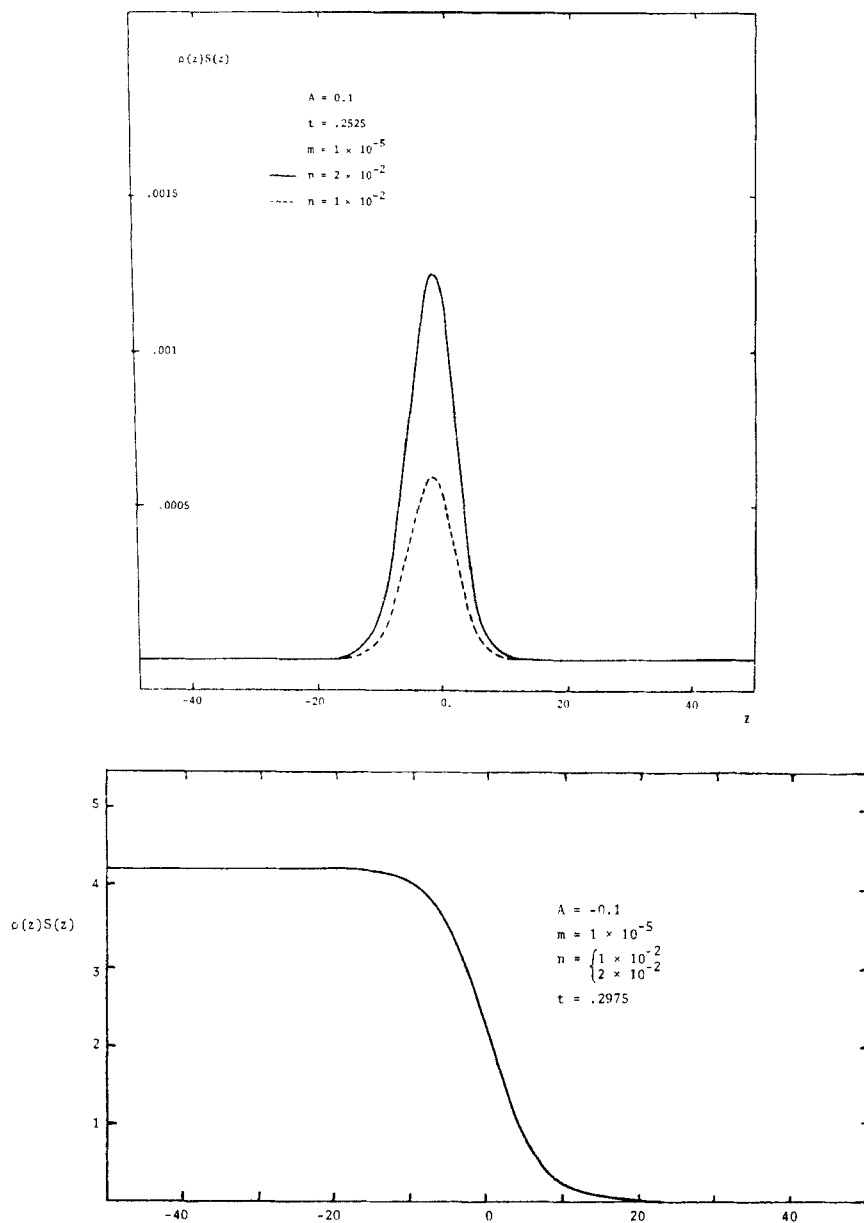 ρ(z)S(z)
A = 0.1
t = .2525
m = 1 × 10⁻⁵
n = 2 × 10⁻²
n = 1 × 10⁻²
.0015
.001
.0005
-40 -20 0. 20 40
z
5
4
ρ(z)S(z)
3
2
1
A = -0.1
m = 1 × 10⁻⁵
n = { 1 × 10⁻²
2 × 10⁻²
t = .2975
-40 -20 0 20 40